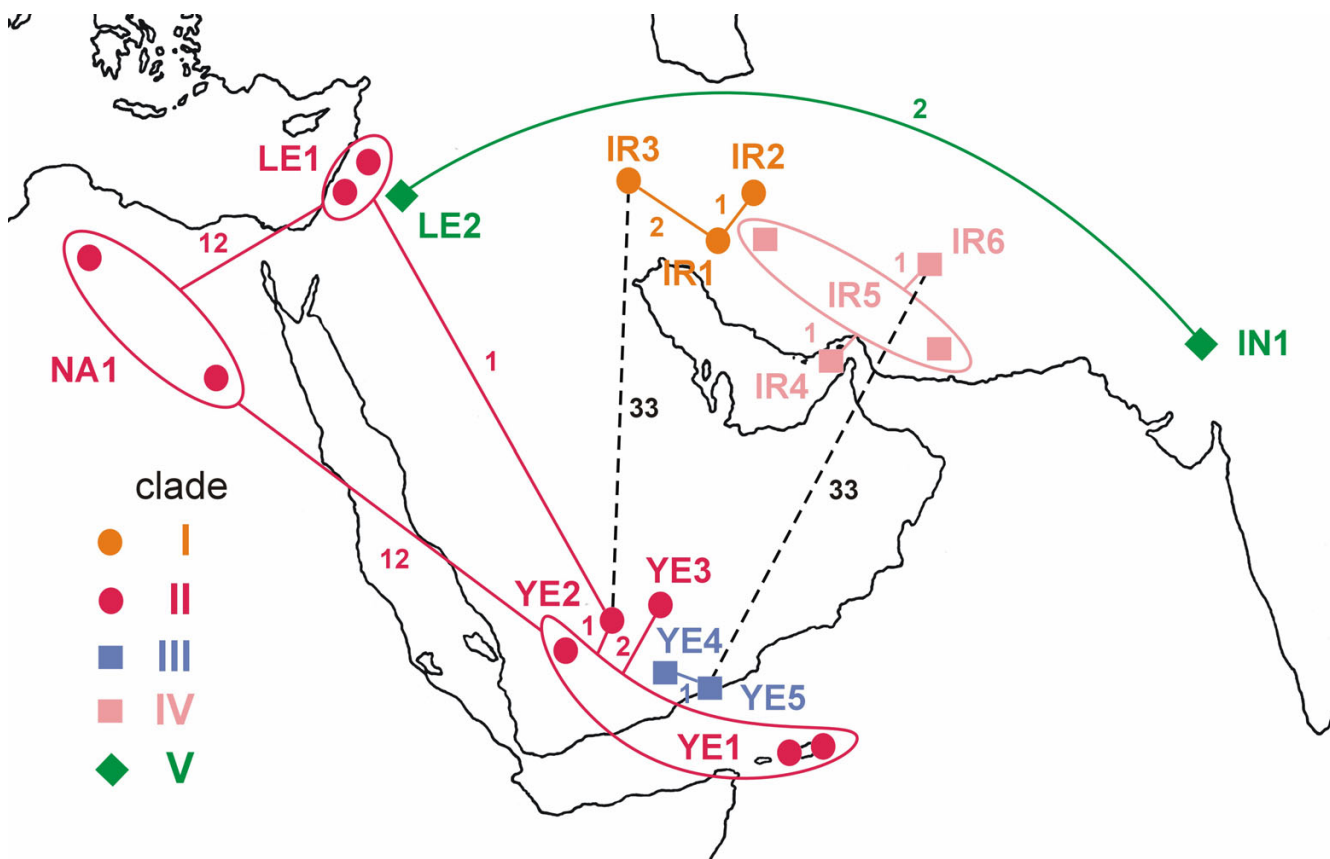 2
IR3
IR2
LE1
1
LE2
2
12
IR1
1
IR6
IR5
1
IR4
IN1
NA1
1
33
33
clade
I
12
YE2
YE3
II
1
2
YE4
III
1
YE5
IV
YE1
V